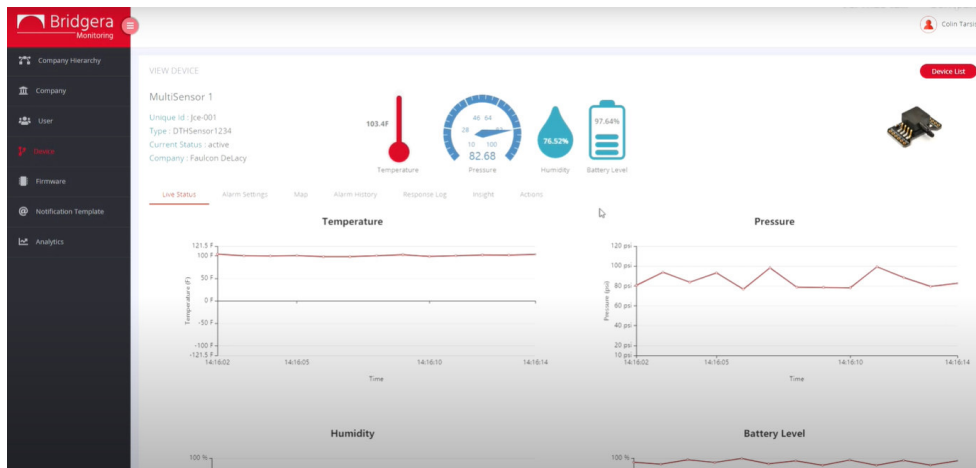 Bridgera
Monitoring
Colin Tarsi
Company Hierarchy
Company
User
Device
Firmware
Notification Template
Analytics
VIEW DEVICE
Device List
MultiSensor 1
Unique Id : Jce-001
Type : DTHSensor1234
Current Status : active
Company : Faulcon DeLacy
103.4F
Temperature
28 46 64
10 100
82.68
Pressure
76.52%
Humidity
97.64%
Battery Level
Live Status Alarm Settings Map Alarm History Response Log Insight Actions
Temperature
121.5 F
100 F
50 F
0 F
-50 F
-100 F
-121.5 F
Temperature (F)
14:16:02 14:16:05 14:16:10 14:16:14
Time
Pressure
120 psi
100 psi
80 psi
60 psi
40 psi
20 psi
10 psi
Pressure (psi)
14:16:02 14:16:05 14:16:10 14:16:14
Time
Humidity
100 %
Battery Level
100 %